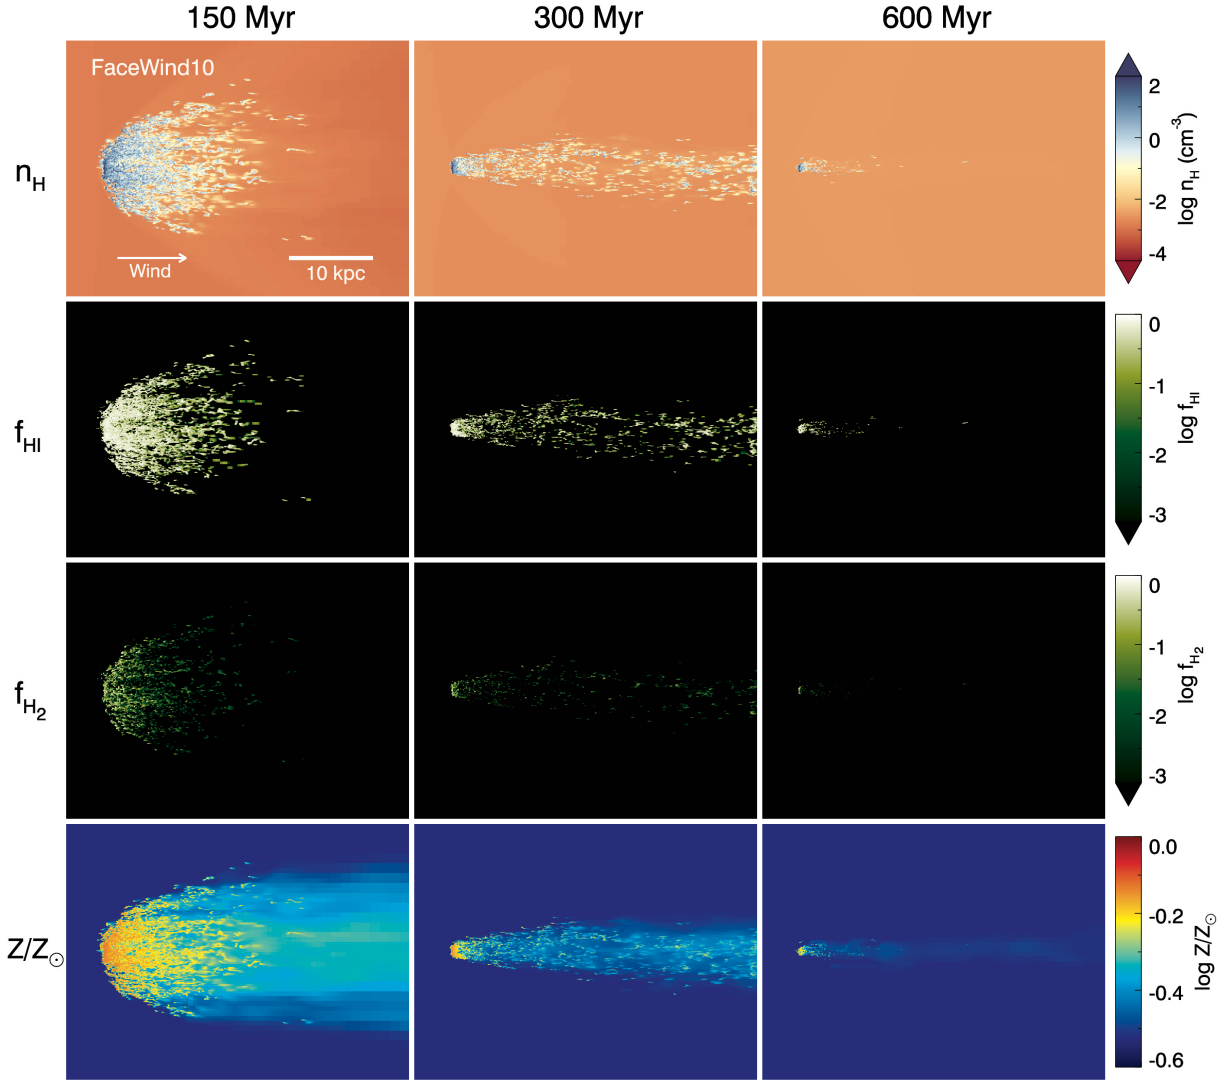 150 Myr 300 Myr 600 Myr
FaceWind10
Wind
10 kpc
n_H
2
0
-2
-4
log n_H (cm^-3)
f_HI
0
-1
-2
-3
log f_HI
f_H_2
0
-1
-2
-3
log f_H_2
Z/Z_⊙
0.0
-0.2
-0.4
-0.6
log Z/Z_⊙